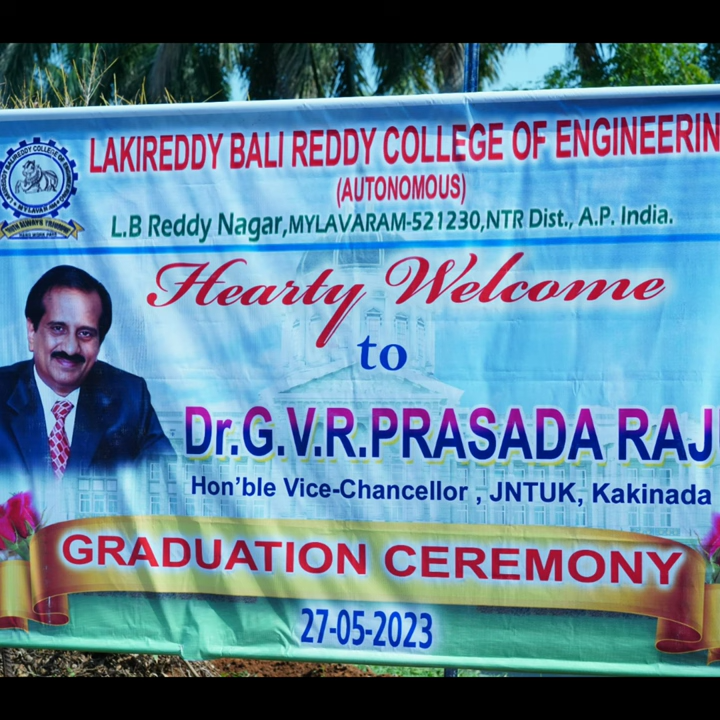 LAKIREDDY BALI REDDY COLLEGE OF ENGINEERIN
(AUTONOMOUS)
L.B Reddy Nagar, MYLAVARAM-521230, NTR Dist., A.P. India.
Hearty Welcome
to
Dr.G.V.R.PRASADA RAJ
Hon'ble Vice-Chancellor , JNTUK, Kakinada
GRADUATION CEREMONY
27-05-2023